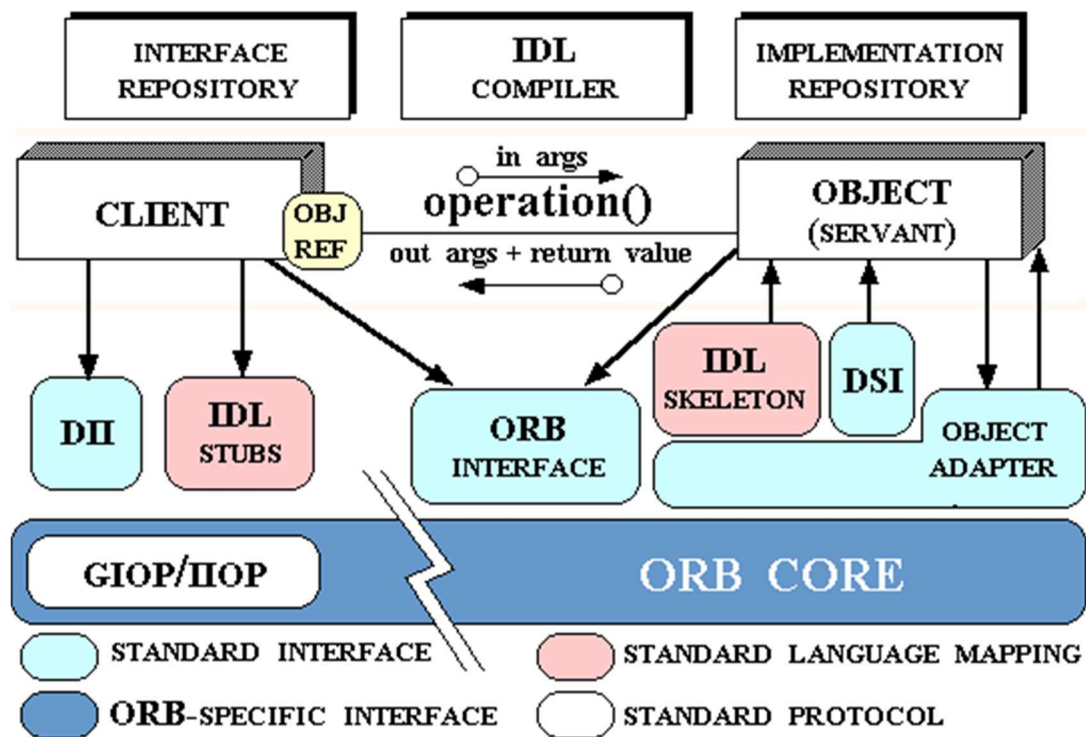 INTERFACE
REPOSITORY
IDL
COMPILER
IMPLEMENTATION
REPOSITORY
in args
operation()
out args + return value
CLIENT
OBJ
REF
OBJECT
(SERVANT)
DII
IDL
STUBS
ORB
INTERFACE
IDL
SKELETON
DSI
OBJECT
ADAPTER
GIOP/IIOP
ORB CORE
STANDARD INTERFACE
STANDARD LANGUAGE MAPPING
ORB-SPECIFIC INTERFACE
STANDARD PROTOCOL